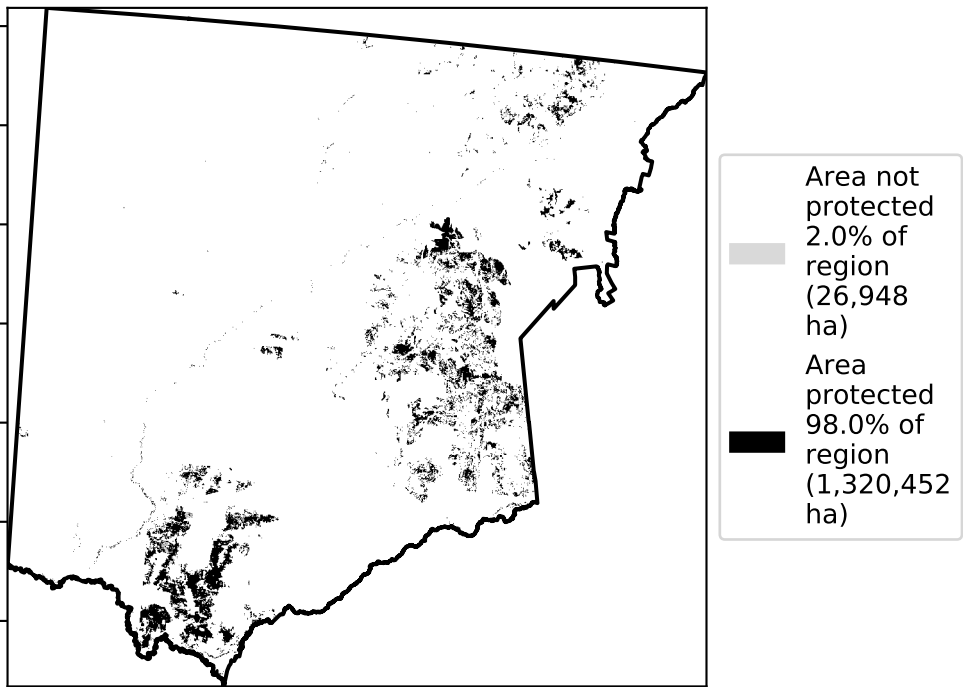 Area not
protected
2.0% of
region
(26,948
ha)
Area
protected
98.0% of
region
(1,320,452
ha)